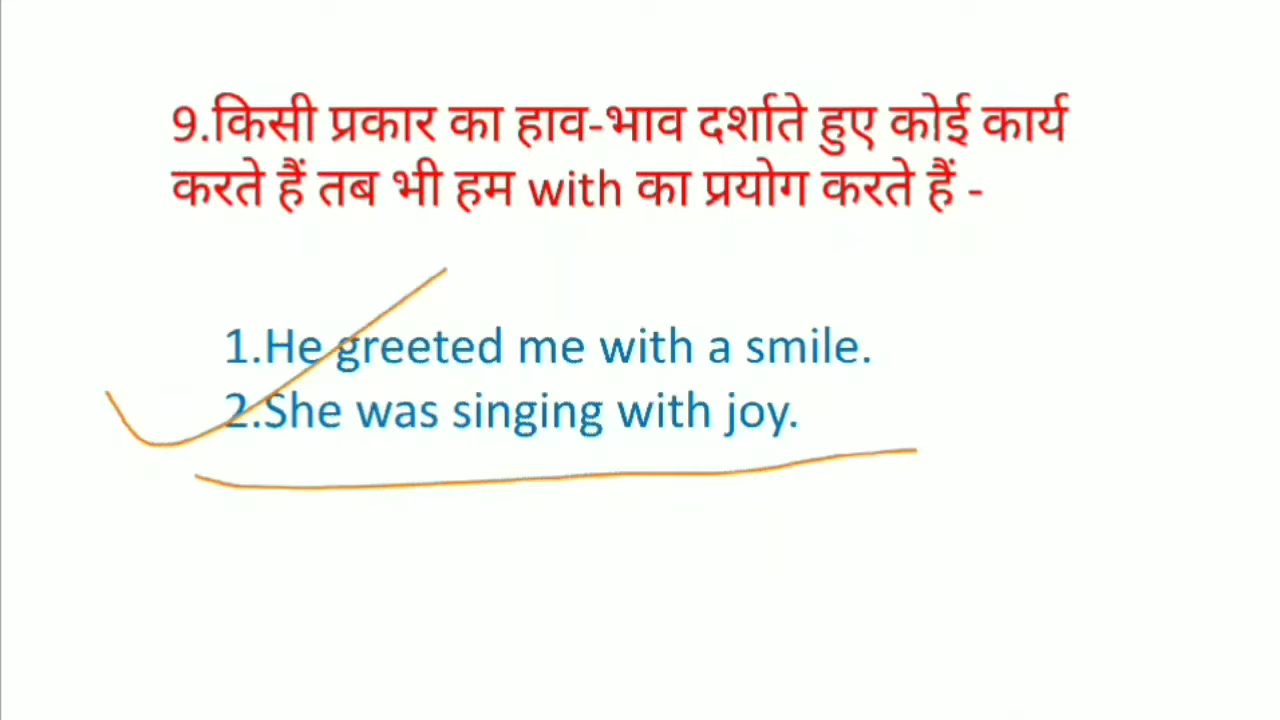 9.किसी प्रकार का हाव-भाव दर्शाते हुए कोई कार्य
करते हैं तब भी हम with का प्रयोग करते हैं -
1.He greeted me with a smile.
2.She was singing with joy.